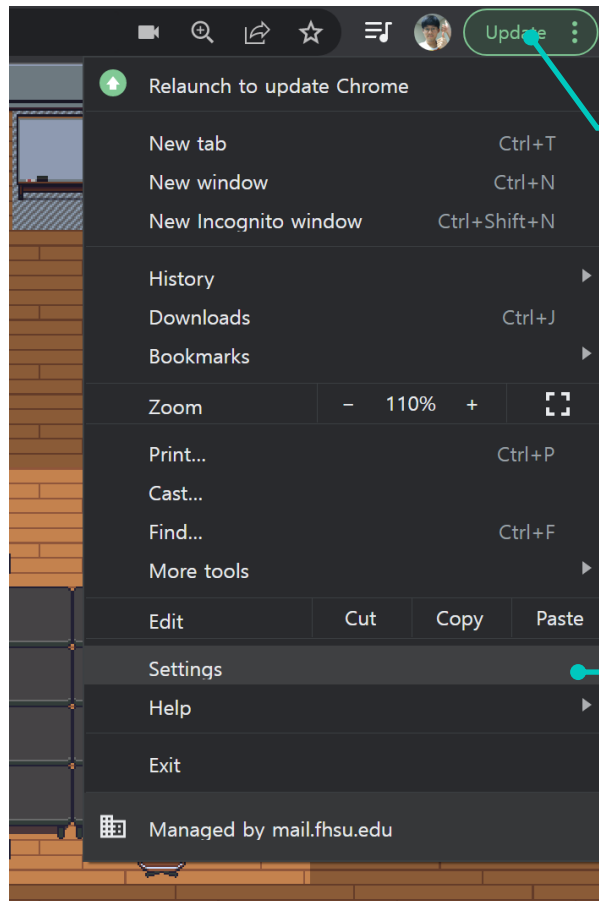 Update
Relaunch to update Chrome
New tab Ctrl+T
New window Ctrl+N
New Incognito window Ctrl+Shift+N
History
Downloads Ctrl+J
Bookmarks
Zoom − 110% +
Print... Ctrl+P
Cast...
Find... Ctrl+F
More tools
Edit Cut Copy Paste
Settings
Help
Exit
Managed by mail.fhsu.edu